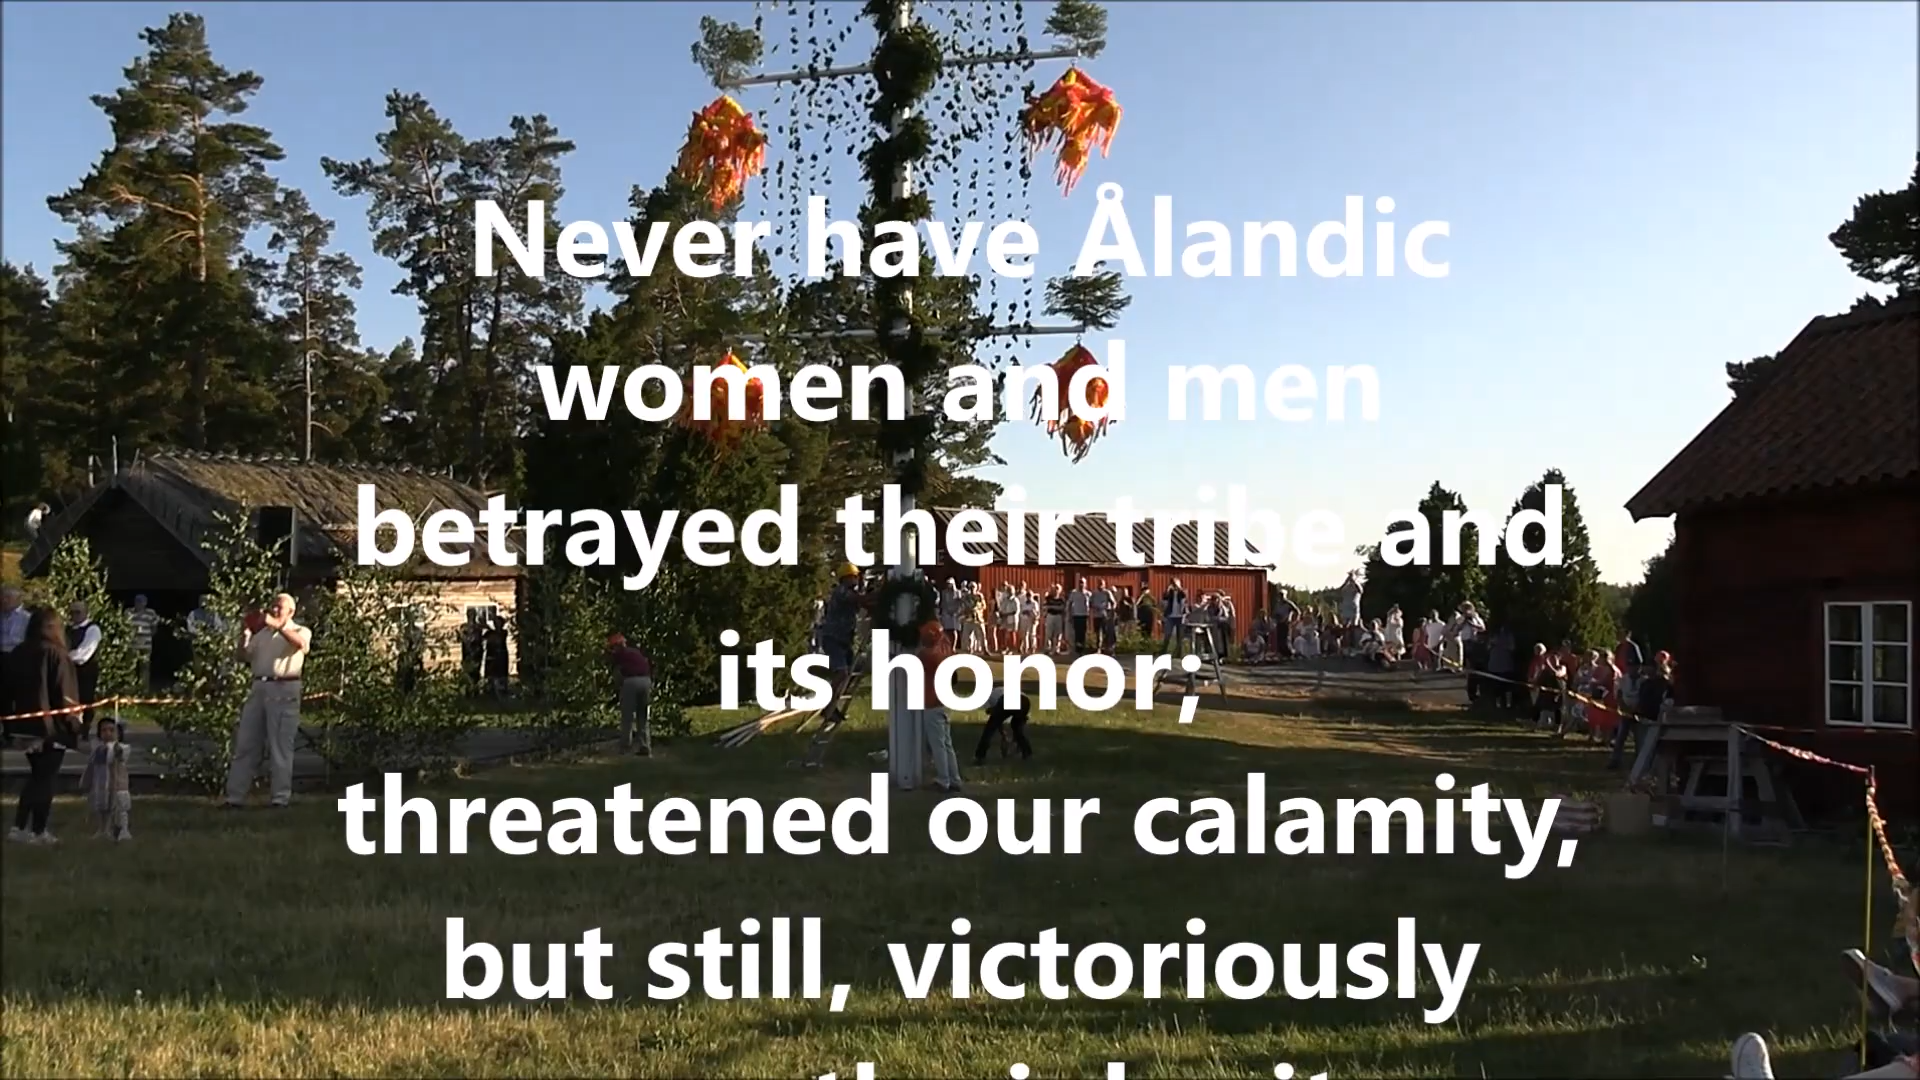 Never have Ålandic
women and men
betrayed their tribe and
its honor;
threatened our calamity,
but still, victoriously